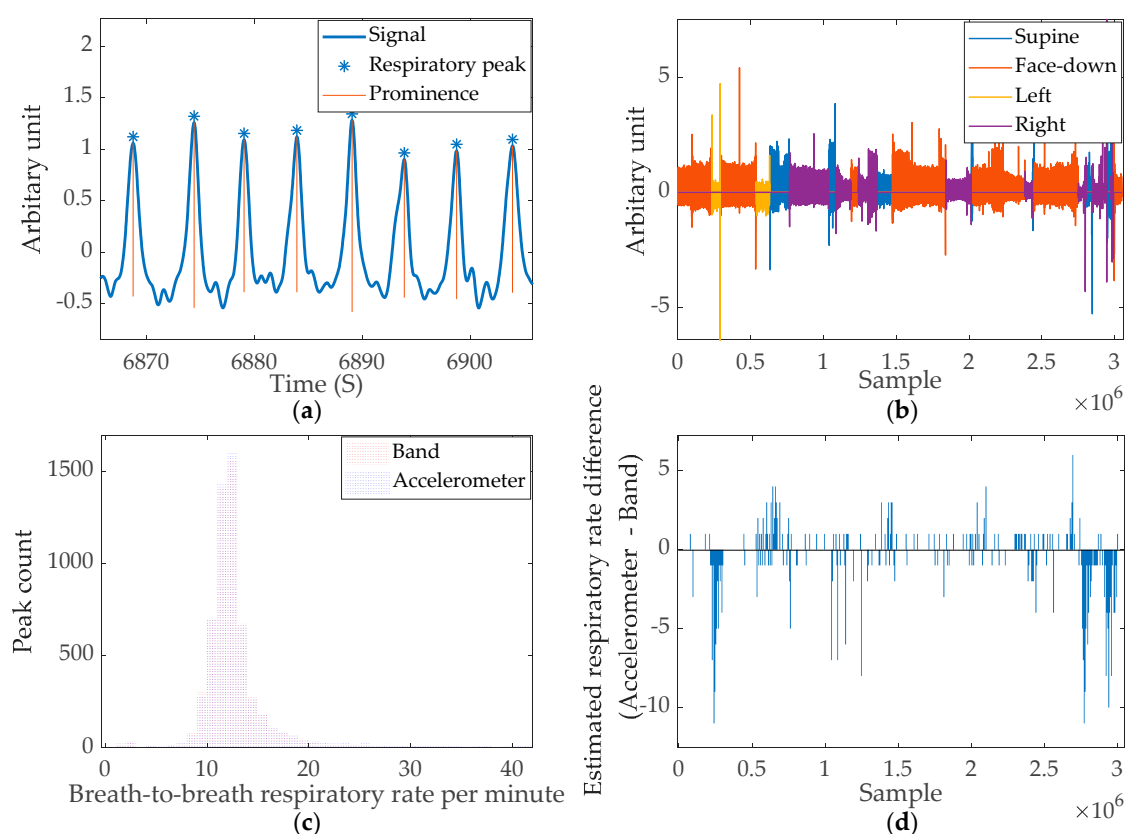 2
1.5
1
0.5
0
-0.5
Arbitary unit
Signal
Respiratory peak
Prominence
6870 6880 6890 6900
Time (S)
(a)
5
0
-5
Arbitary unit
Supine
Face-down
Left
Right
0 0.5 1 1.5 2 2.5 3
Sample
×10⁶
(b)
1500
1000
500
0
Peak count
Band
Accelerometer
0 10 20 30 40
Breath-to-breath respiratory rate per minute
(c)
5
0
-5
-10
Estimated respiratory rate difference
(Accelerometer - Band)
0 0.5 1 1.5 2 2.5 3
Sample
×10⁶
(d)